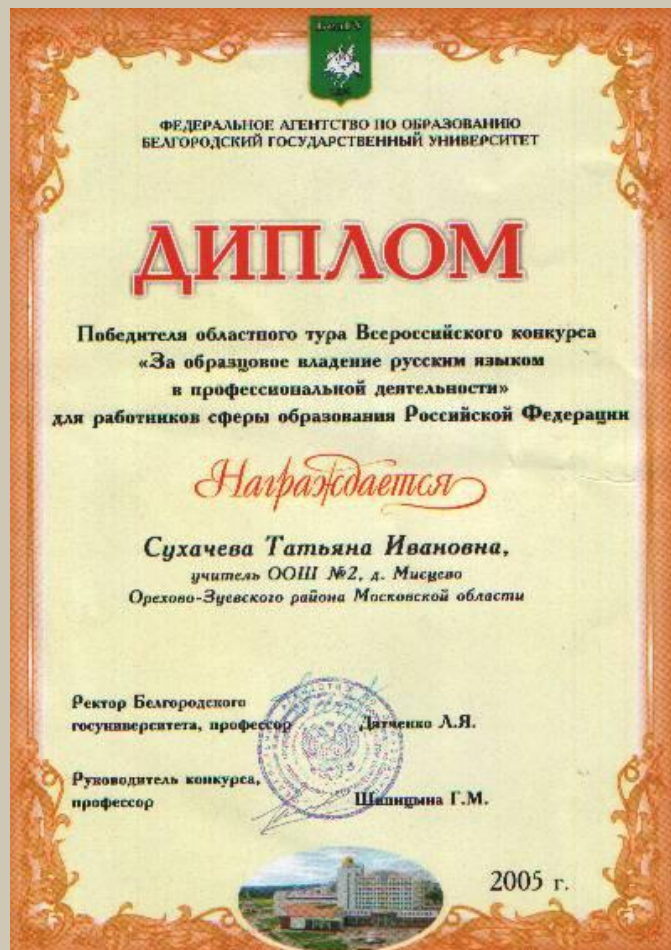 БелГУ
ФЕДЕРАЛЬНОЕ АГЕНТСТВО ПО ОБРАЗОВАНИЮ
БЕЛГОРОДСКИЙ ГОСУДАРСТВЕННЫЙ УНИВЕРСИТЕТ
ДИПЛОМ
Победителя областного тура Всероссийского конкурса
«За образцовое владение русским языком
в профессиональной деятельности»
для работников сферы образования Российской Федерации
Награждается
Сухачева Татьяна Ивановна,
учитель ООШ №2, д. Мисцево
Орехово-Зуевского района Московской области
Ректор Белгородского
госуниверситета, профессор Дятченко Л.Я.
Руководитель конкурса,
профессор Шипицына Г.М.
2005 г.